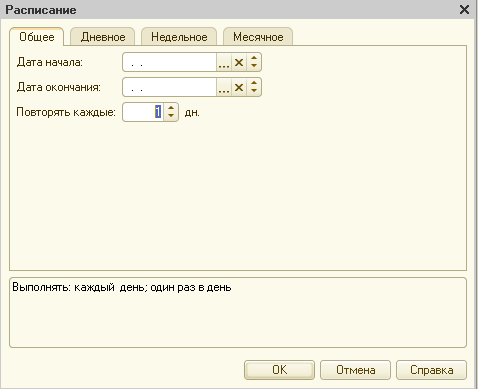 Расписание
Общее Дневное Недельное Месячное
Дата начала: . . ...
Дата окончания: . . ...
Повторять каждые: 1 дн.
Выполнять: каждый день; один раз в день
OK Отмена Справка